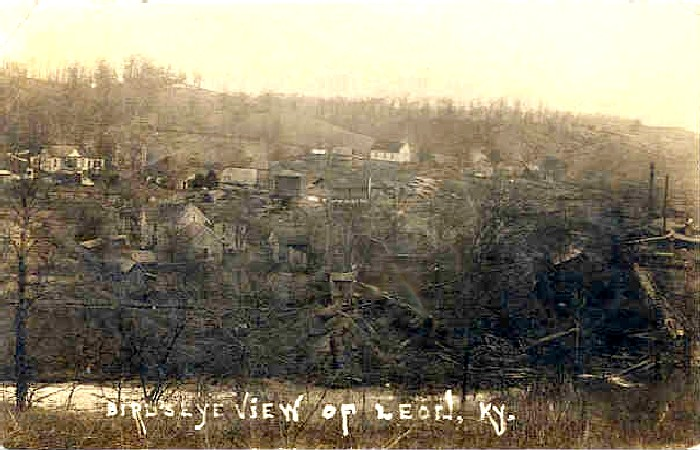 BIRDSEYE VIEW OF LEON, KY.